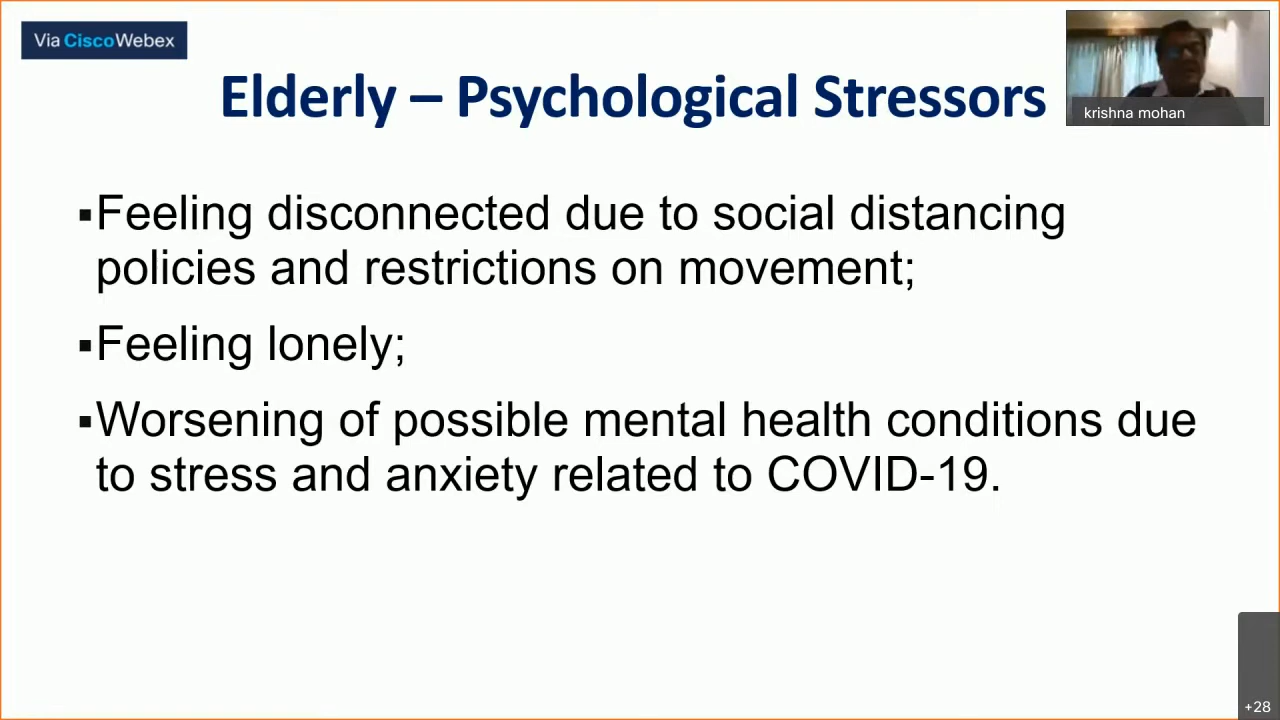 Via CiscoWebex
krishna mohan
Elderly – Psychological Stressors
▪Feeling disconnected due to social distancing
policies and restrictions on movement;
▪Feeling lonely;
▪Worsening of possible mental health conditions due
to stress and anxiety related to COVID-19.
+28